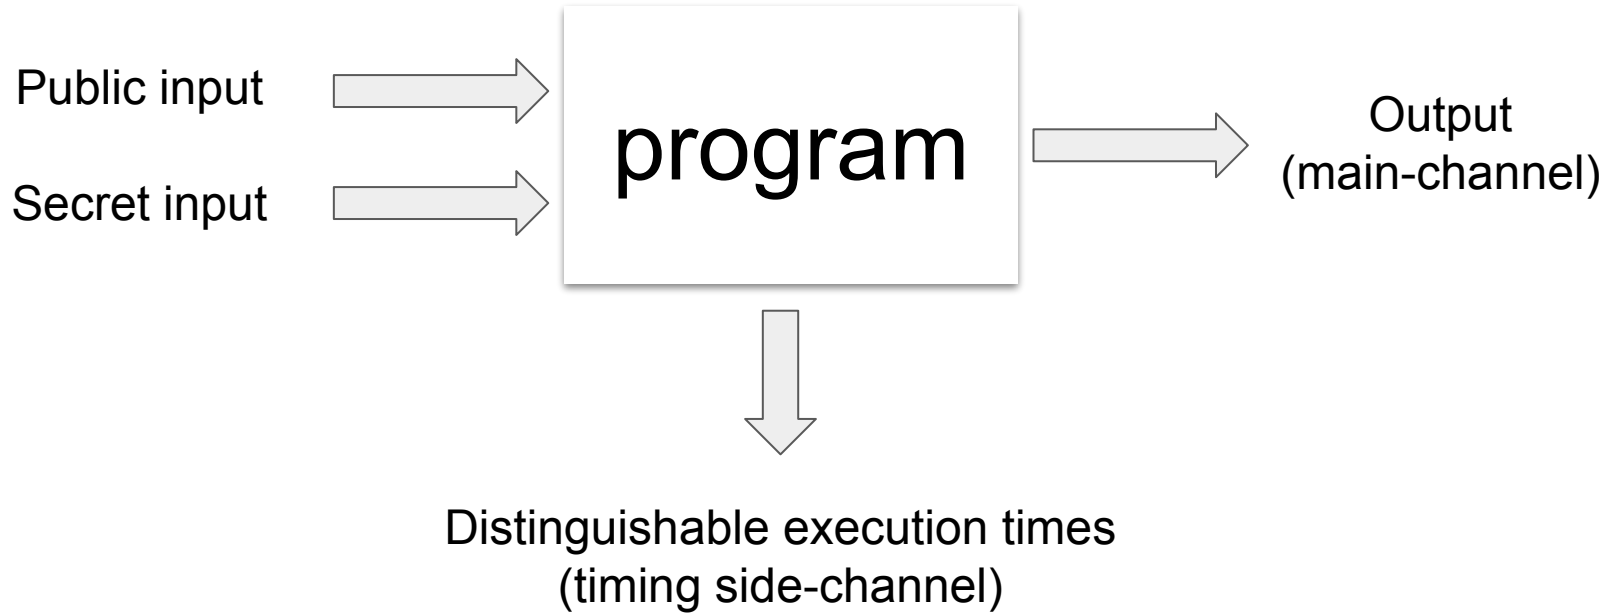 Public input
Secret input
program
Output
(main-channel)
Distinguishable execution times
(timing side-channel)